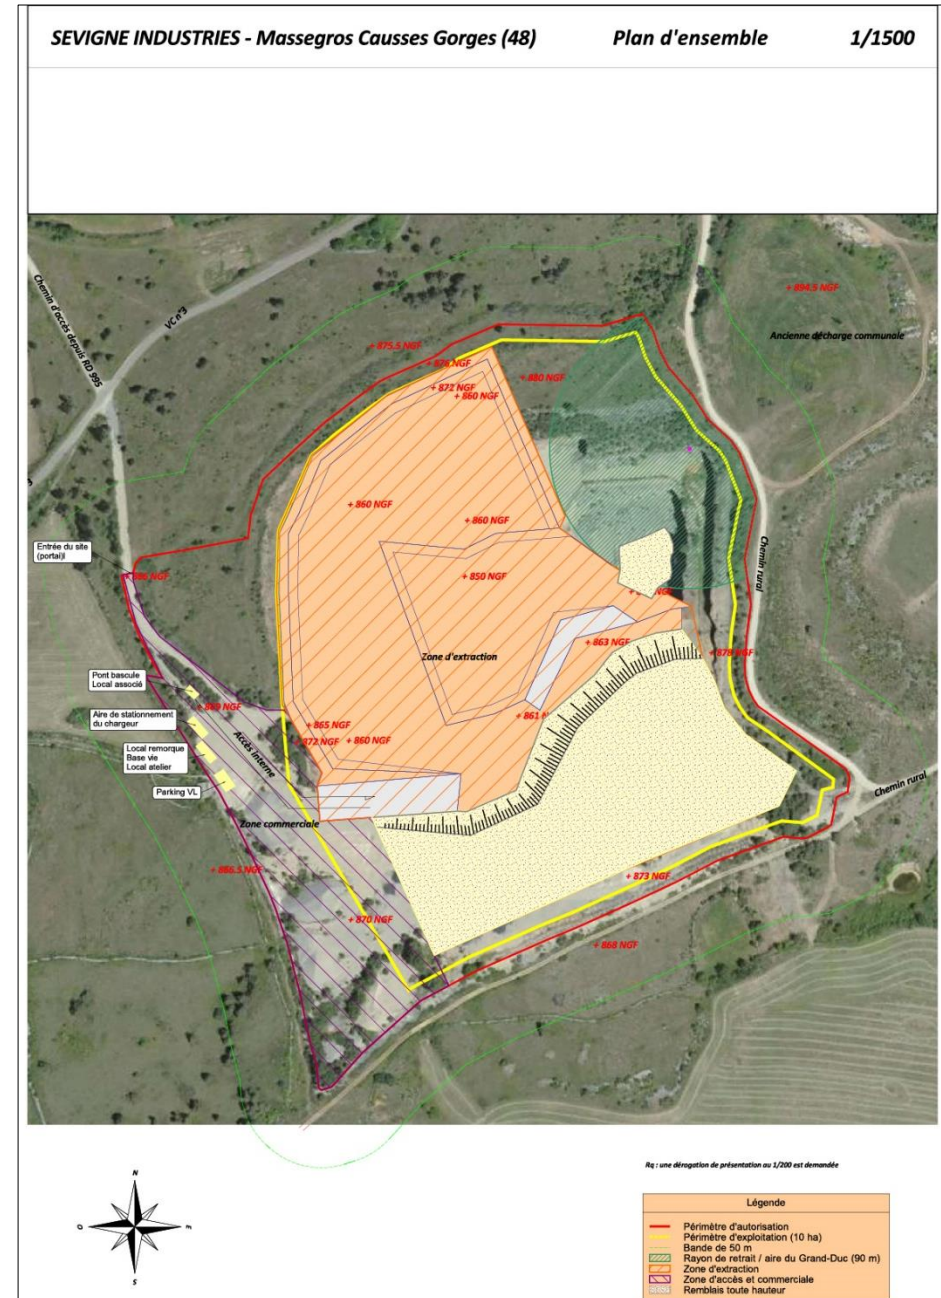 SEVIGNE INDUSTRIES - Massegros Causses Gorges (48) Plan d'ensemble 1/1500
+ 894.5 NGF
Chemin d'accès depuis RD 995
VC n°3
Ancienne décharge communale
+ 875.5 NGF
+ 880 NGF
+ 872 NGF
+ 860 NGF
+ 860 NGF
+ 860 NGF
Entrée du site
(portail)l
Chemin rural
+ 850 NGF
+ 863 NGF
Zone d'extraction
Pont bascule
Local associé
+ 869 NGF
Aire de stationnement
du chargeur
+ 861 N
+ 865 NGF
Accès interne
+ 872 NGF
+ 860 NGF
Local remorque
Base vie
Local atelier
Parking VL
Chemin rural
Zone commerciale
+ 866.5 NGF
+ 873 NGF
+ 870 NGF
+ 868 NGF
Rq : une dérogation de présentation au 1/200 est demandée
N
O
E
S
Légende
Périmètre d'autorisation
Périmètre d'exploitation (10 ha)
Bande de 50 m
Rayon de retrait / aire du Grand-Duc (90 m)
Zone d'extraction
Zone d'accès et commerciale
Remblais toute hauteur